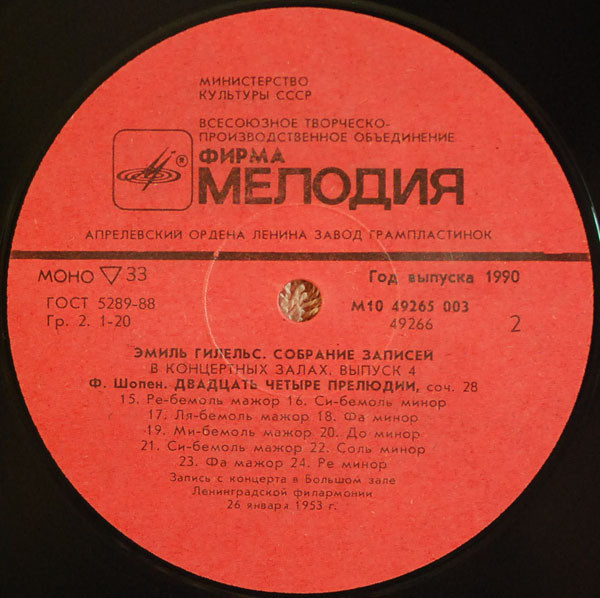 МИНИСТЕРСТВО
КУЛЬТУРЫ СССР
ВСЕСОЮЗНОЕ ТВОРЧЕСКО-
ПРОИЗВОДСТВЕННОЕ ОБЪЕДИНЕНИЕ
®
ФИРМА
МЕЛОДИЯ
АПРЕЛЕВСКИЙ ОРДЕНА ЛЕНИНА ЗАВОД ГРАМПЛАСТИНОК
МОНО ▽ 33 Год выпуска 1990
ГОСТ 5289-88 М10 49265 003
Гр. 2. 1-20 49266 2
ЭМИЛЬ ГИЛЕЛЬС. СОБРАНИЕ ЗАПИСЕЙ
В КОНЦЕРТНЫХ ЗАЛАХ. ВЫПУСК 4
Ф. Шопен. ДВАДЦАТЬ ЧЕТЫРЕ ПРЕЛЮДИИ, соч. 28
15. Ре-бемоль мажор 16. Си-бемоль минор
17. Ля-бемоль мажор 18. Фа минор
19. Ми-бемоль мажор 20. До минор
21. Си-бемоль мажор 22. Соль минор
23. Фа мажор 24. Ре минор
Запись с концерта в Большом зале
Ленинградской филармонии
26 января 1953 г.